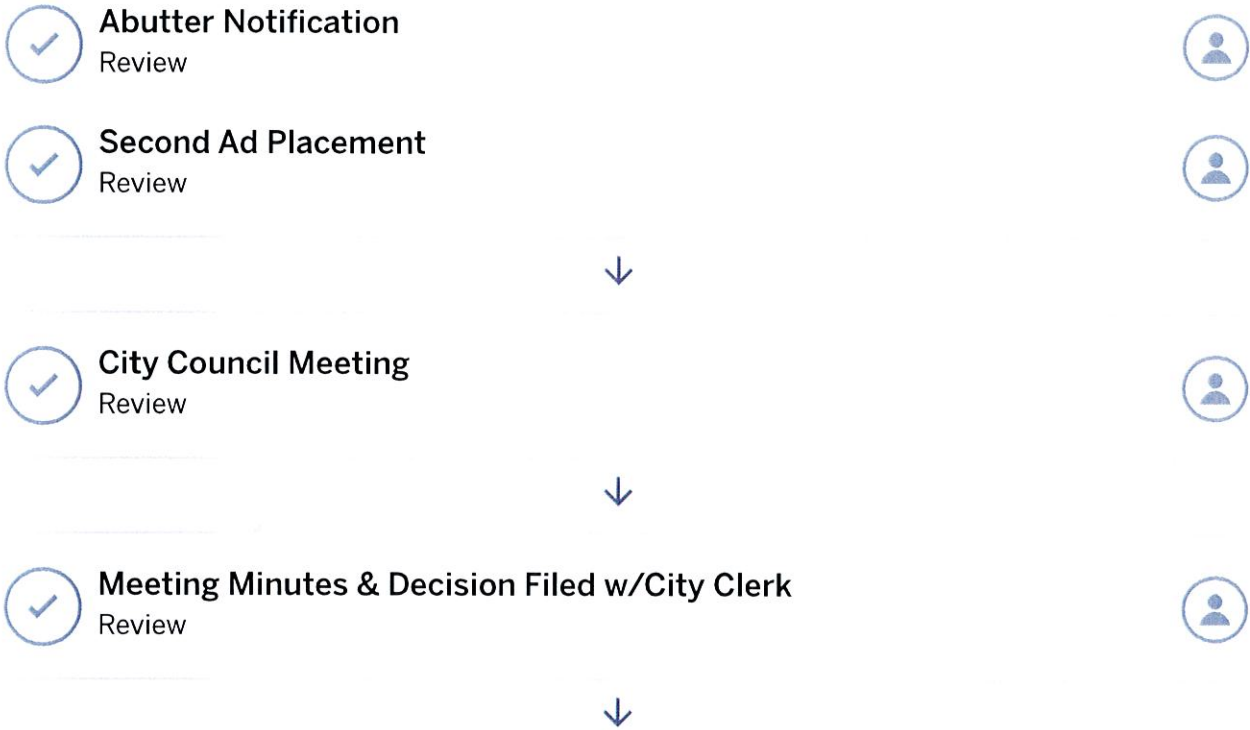 Abutter Notification
Review
Second Ad Placement
Review
City Council Meeting
Review
Meeting Minutes & Decision Filed w/City Clerk
Review